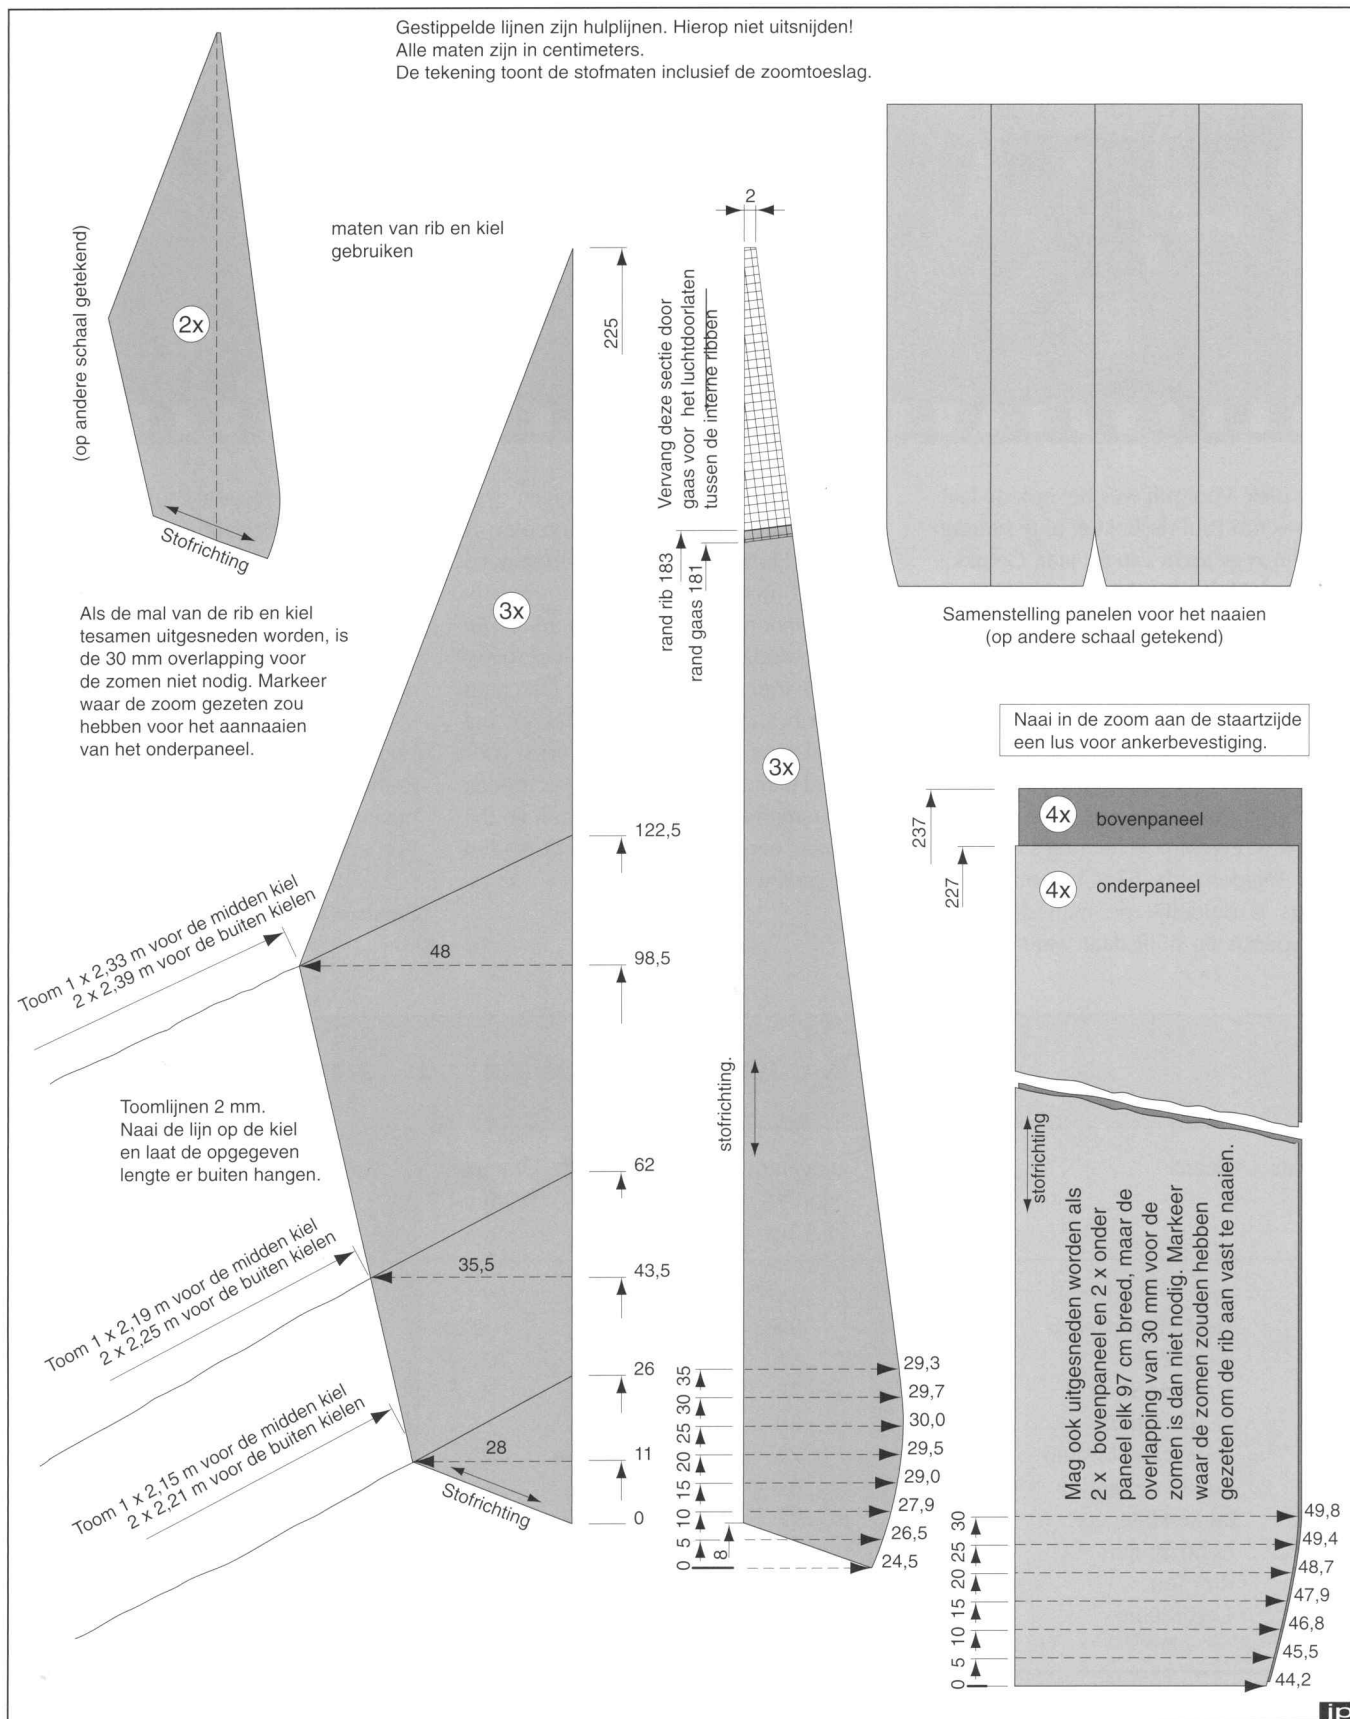 Gestippelde lijnen zijn hulplijnen. Hierop niet uitsnijden!
Alle maten zijn in centimeters.
De tekening toont de stofmaten inclusief de zoomtoeslag.
(op andere schaal getekend)
2x
Stofrichting
maten van rib en kiel
gebruiken
Als de mal van de rib en kiel
tesamen uitgesneden worden, is
de 30 mm overlapping voor
de zomen niet nodig. Markeer
waar de zoom gezeten zou
hebben voor het aannaaien
van het onderpaneel.
3x
225
122,5
98,5
62
43,5
26
11
0
48
35,5
28
Stofrichting
Toom 1 x 2,33 m voor de midden kiel
2 x 2,39 m voor de buiten kielen
Toomlijnen 2 mm.
Naai de lijn op de kiel
en laat de opgegeven
lengte er buiten hangen.
Toom 1 x 2,19 m voor de midden kiel
2 x 2,25 m voor de buiten kielen
Toom 1 x 2,15 m voor de midden kiel
2 x 2,21 m voor de buiten kielen
2
Vervang deze sectie door
gaas voor het luchtdoorlaten
tussen de interne ribben
rand rib 183
rand gaas 181
3x
stofrichting.
35
30
25
20
15
10
5
0
8
29,3
29,7
30,0
29,5
29,0
27,9
26,5
24,5
Samenstelling panelen voor het naaien
(op andere schaal getekend)
Naai in de zoom aan de staartzijde
een lus voor ankerbevestiging.
237
227
4x bovenpaneel
4x onderpaneel
stofrichting
Mag ook uitgesneden worden als
2 x bovenpaneel en 2 x onder
paneel elk 97 cm breed, maar de
overlapping van 30 mm voor de
zomen is dan niet nodig. Markeer
waar de zomen zouden hebben
gezeten om de rib aan vast te naaien.
30
25
20
15
10
5
0
49,8
49,4
48,7
47,9
46,8
45,5
44,2